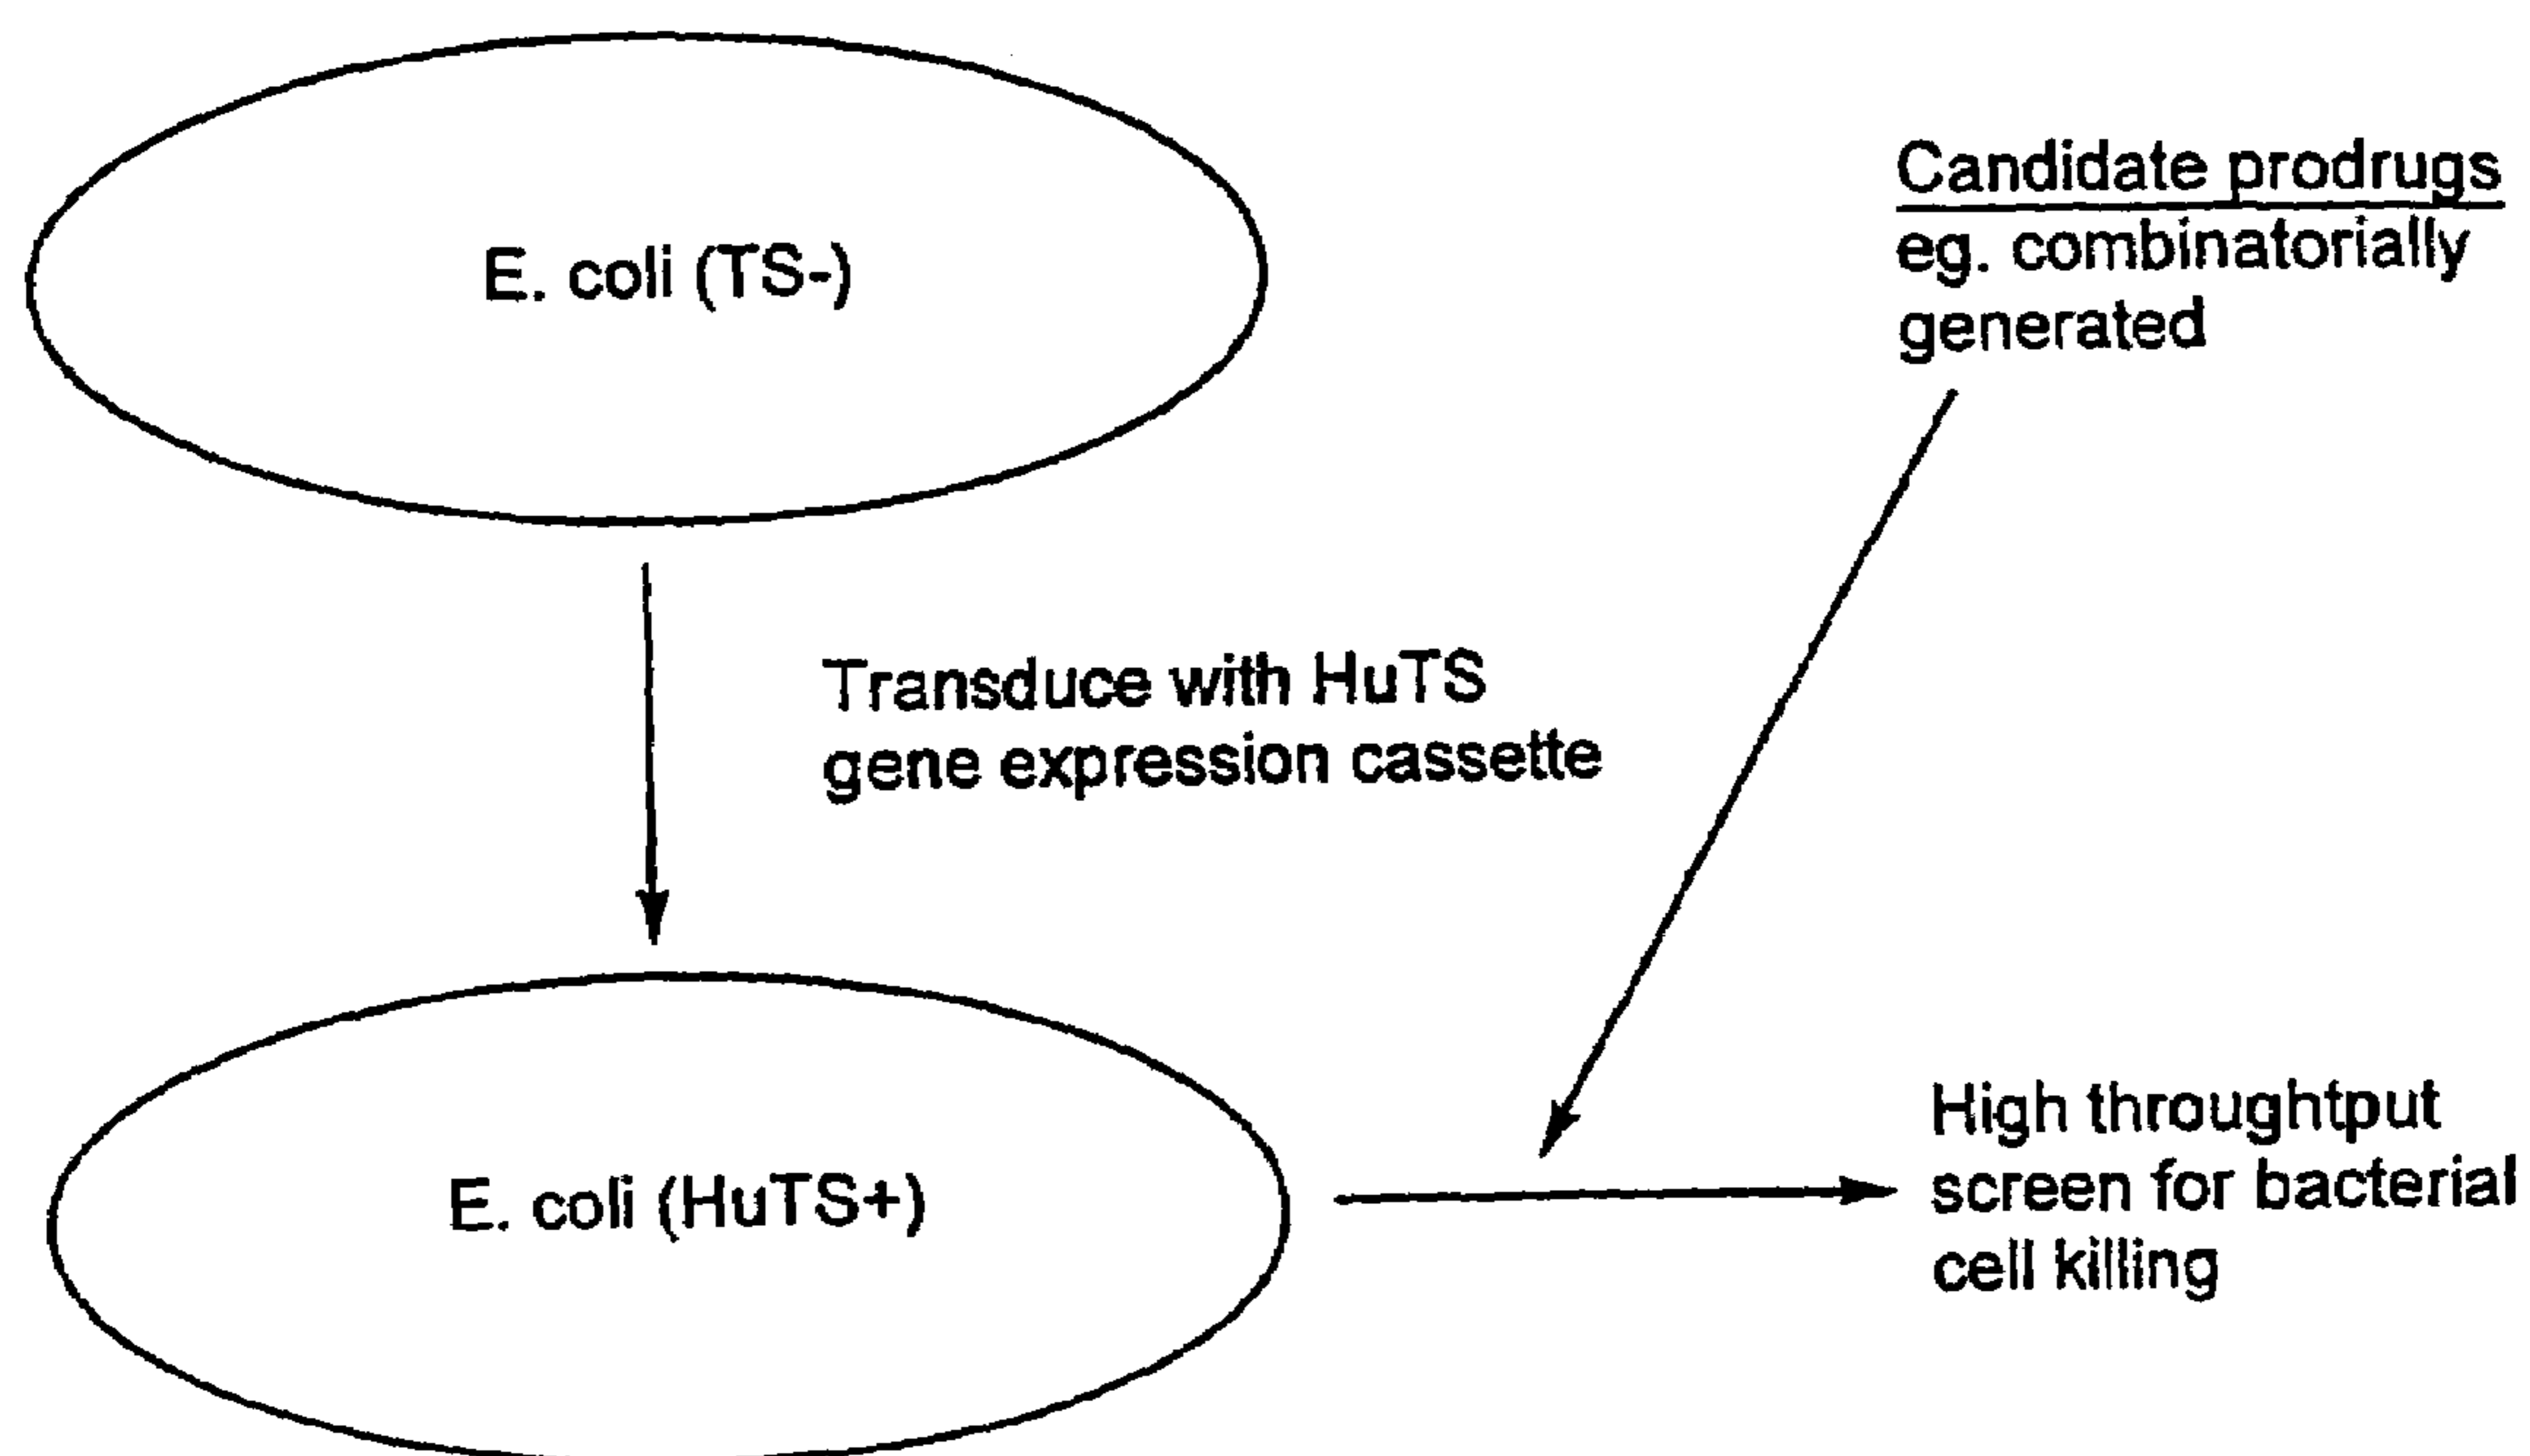 E. coli (TS-)
Candidate prodrugs
eg. combinatorially
generated
Transduce with HuTS
gene expression cassette
E. coli (HuTS+)
High throughtput
screen for bacterial
cell killing